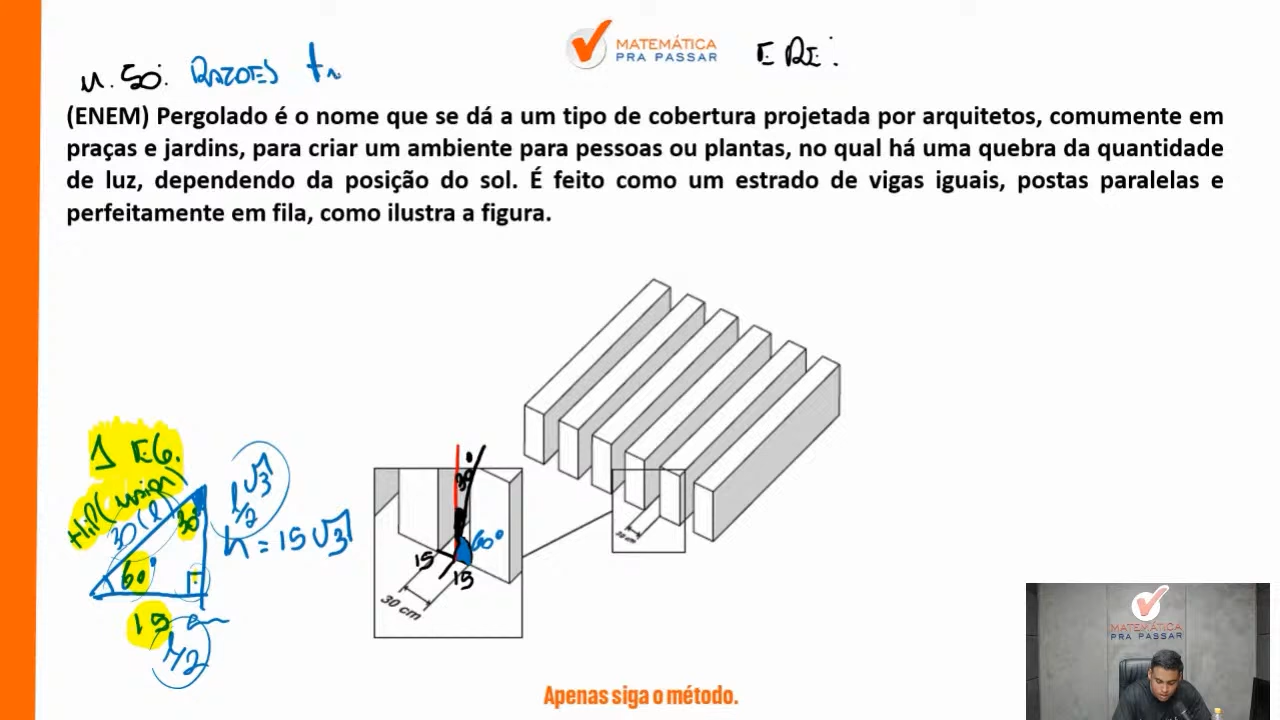 MATEMÁTICA
PRA PASSAR
E RE:
M. 50: RAZOES tr
(ENEM) Pergolado é o nome que se dá a um tipo de cobertura projetada por arquitetos, comumente em
praças e jardins, para criar um ambiente para pessoas ou plantas, no qual há uma quebra da quantidade
de luz, dependendo da posição do sol. É feito como um estrado de vigas iguais, postas paralelas e
perfeitamente em fila, como ilustra a figura.
30°
60°
15
15
30 cm
30 cm
30 (l)
30°
60°
15
l/2
l√3/2
h = 15√3
MATEMÁTICA
PRA PASSAR
Apenas siga o método.